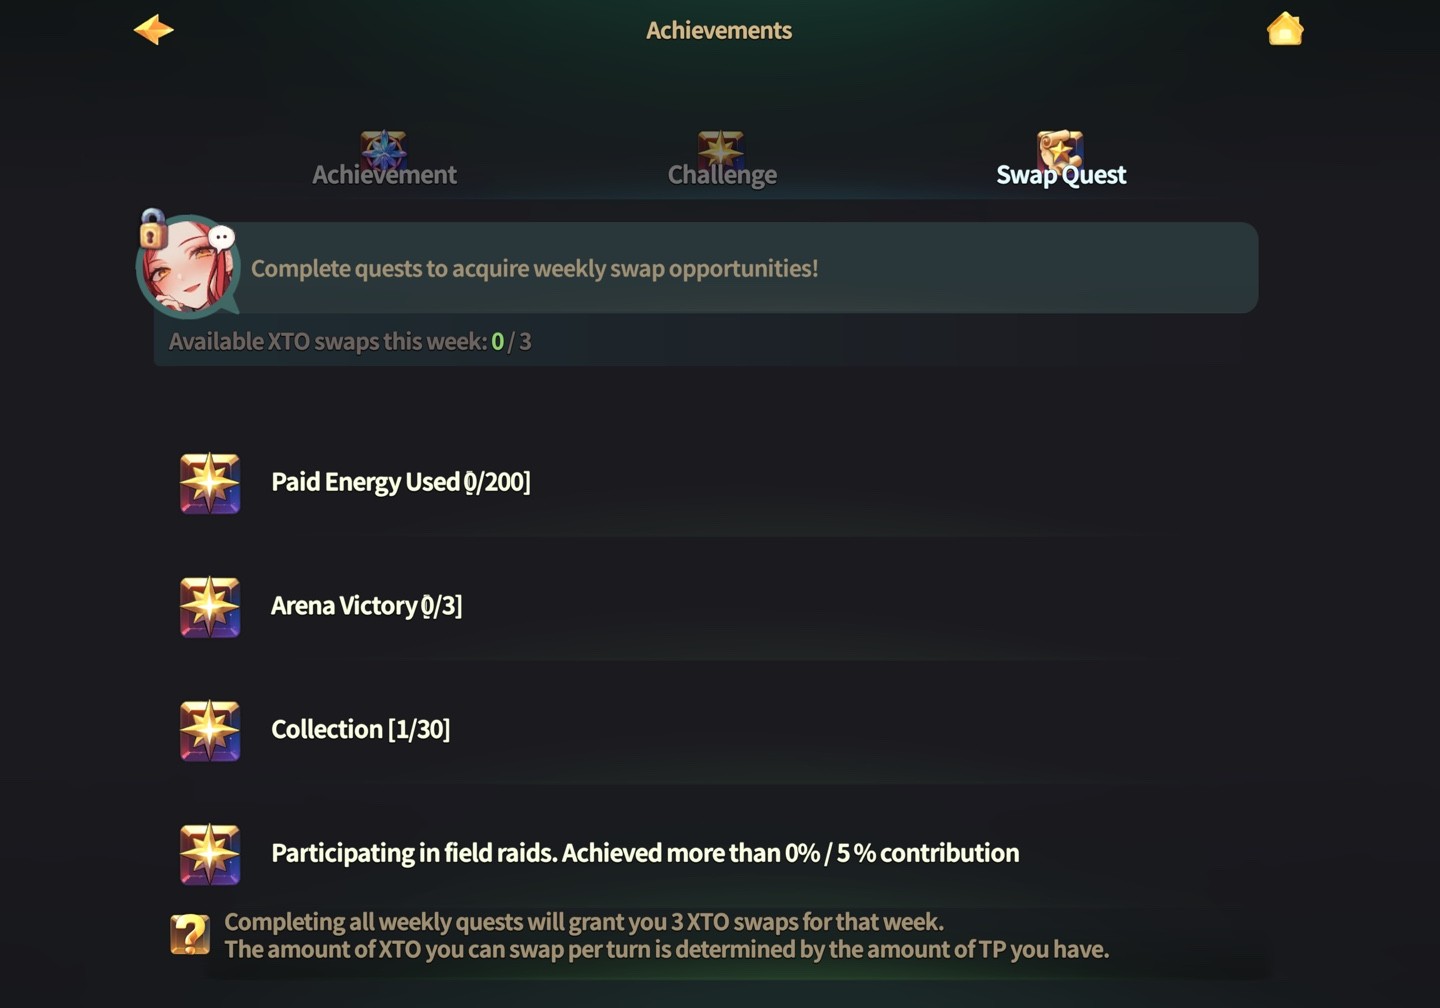 Achievements
Achievement
Challenge
Swap Quest
Complete quests to acquire weekly swap opportunities!
Available XTO swaps this week: 0 / 3
Paid Energy Used [0/200]
Arena Victory [0/3]
Collection [1/30]
Participating in field raids. Achieved more than 0% / 5 % contribution
Completing all weekly quests will grant you 3 XTO swaps for that week.
The amount of XTO you can swap per turn is determined by the amount of TP you have.